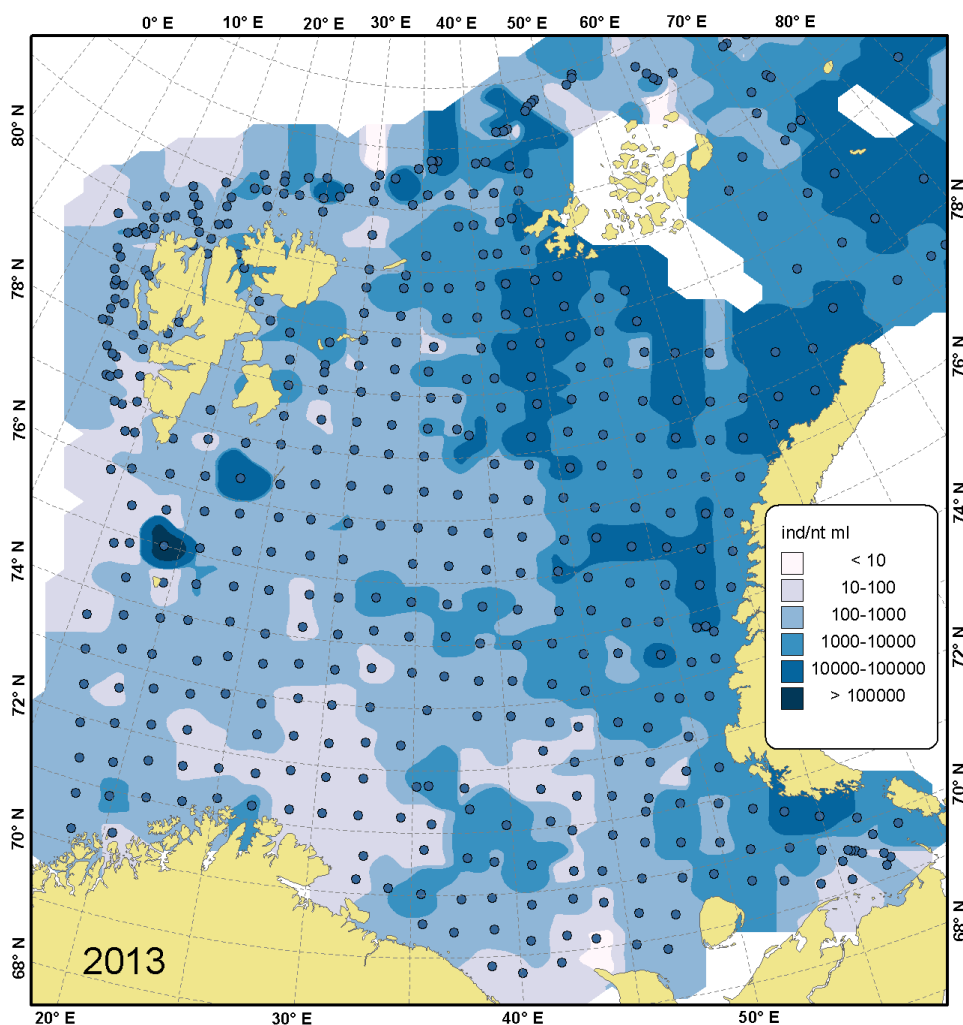 0° E 10° E 20° E 30° E 40° E 50° E 60° E 70° E 80° E
80° N
78° N
76° N
74° N
72° N
70° N
68° N
78° N
76° N
74° N
72° N
70° N
68° N
ind/nt ml
< 10
10-100
100-1000
1000-10000
10000-100000
> 100000
2013
20° E 30° E 40° E 50° E